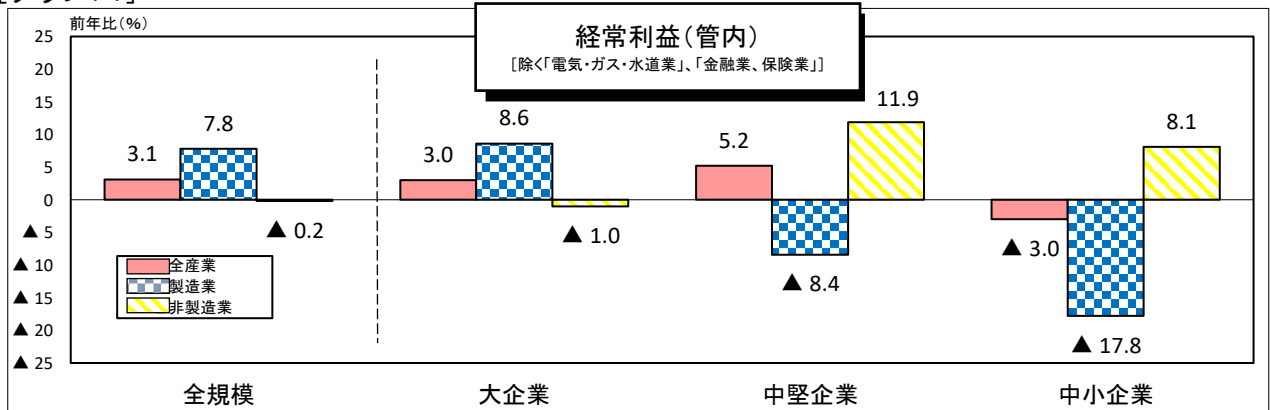 前年比(%)
経常利益(管内)
[除く「電気・ガス・水道業」、「金融業、保険業」]
25
20
15
10
5
0
▲ 5
▲ 10
▲ 15
▲ 20
▲ 25
3.1
7.8
▲ 0.2
3.0
8.6
▲ 1.0
5.2
▲ 8.4
11.9
▲ 3.0
▲ 17.8
8.1
全産業
製造業
非製造業
全規模
大企業
中堅企業
中小企業